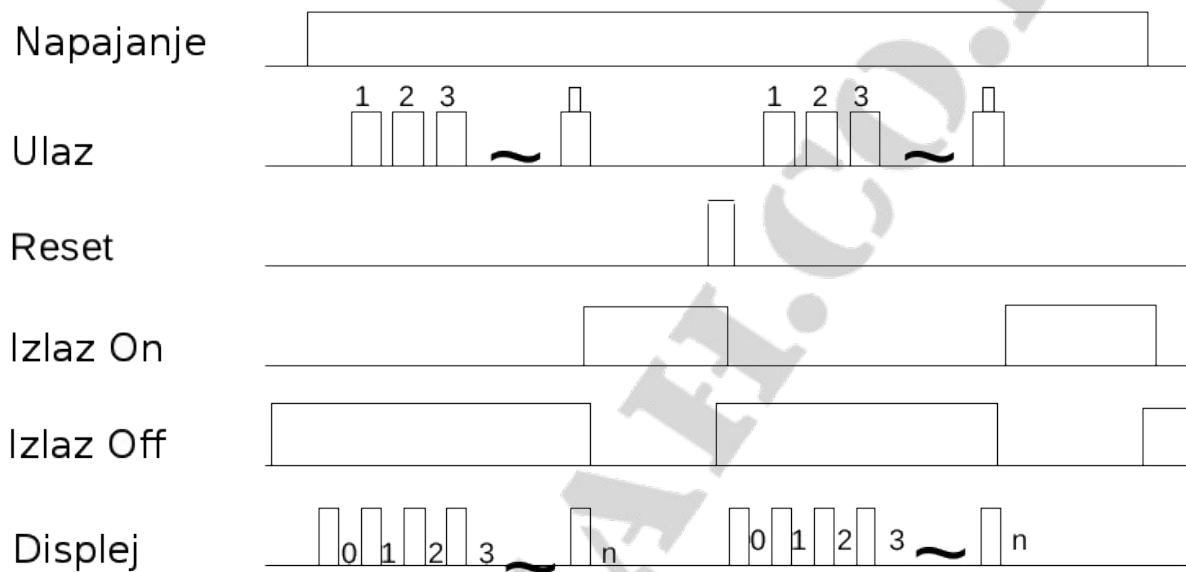 Napajanje
1 2 3
Ulaz
1 2 3
Reset
Izlaz On
Izlaz Off
Displej
0 1 2 3 n
0 1 2 3 n